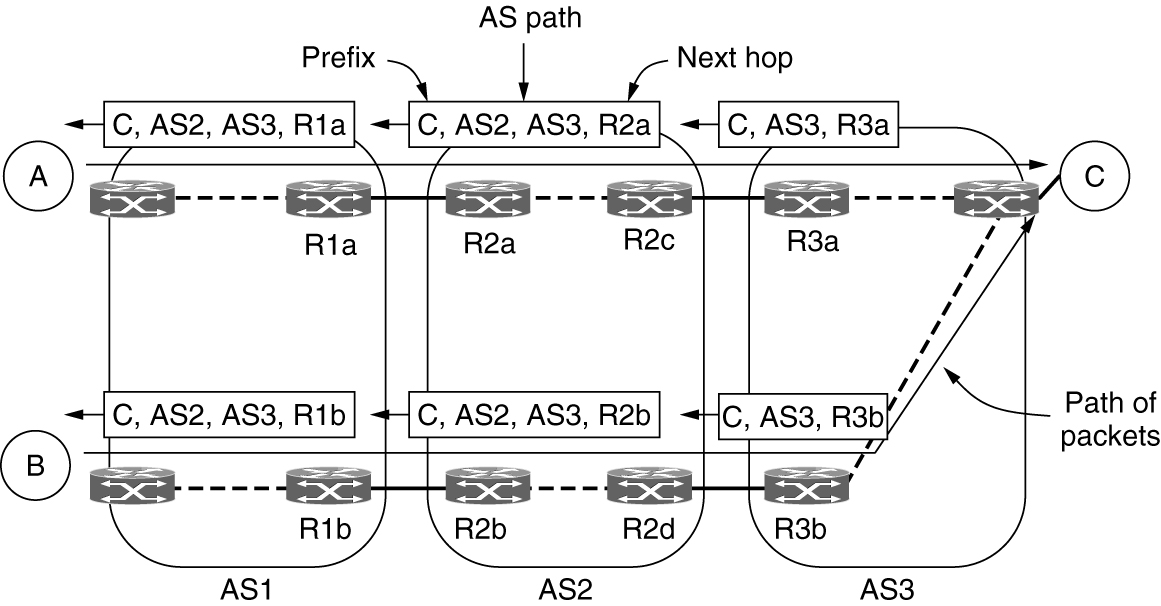 AS path
Prefix
Next hop
C, AS2, AS3, R1a
C, AS2, AS3, R2a
C, AS3, R3a
A
C
R1a
R2a
R2c
R3a
C, AS2, AS3, R1b
C, AS2, AS3, R2b
C, AS3, R3b
Path of
packets
B
R1b
R2b
R2d
R3b
AS1
AS2
AS3